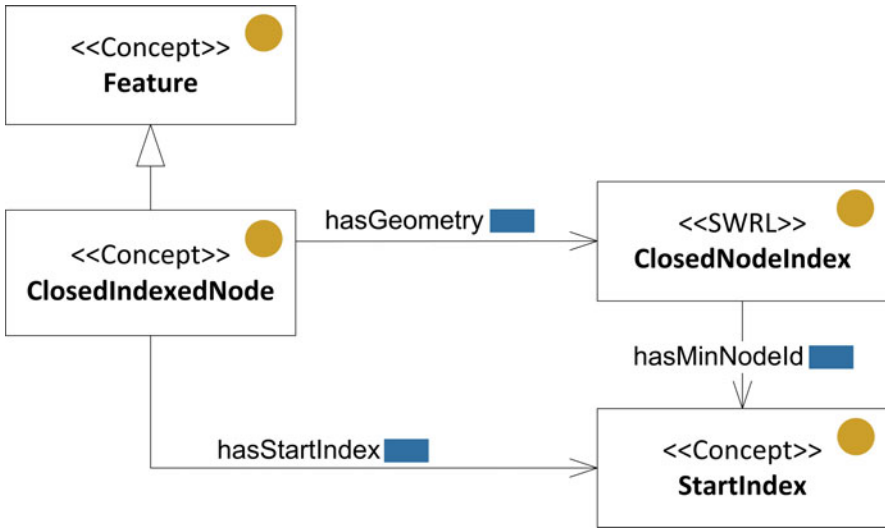 <<Concept>>
Feature
<<Concept>>
ClosedIndexedNode
hasGeometry
<<SWRL>>
ClosedNodeIndex
hasMinNodeId
hasStartIndex
<<Concept>>
StartIndex